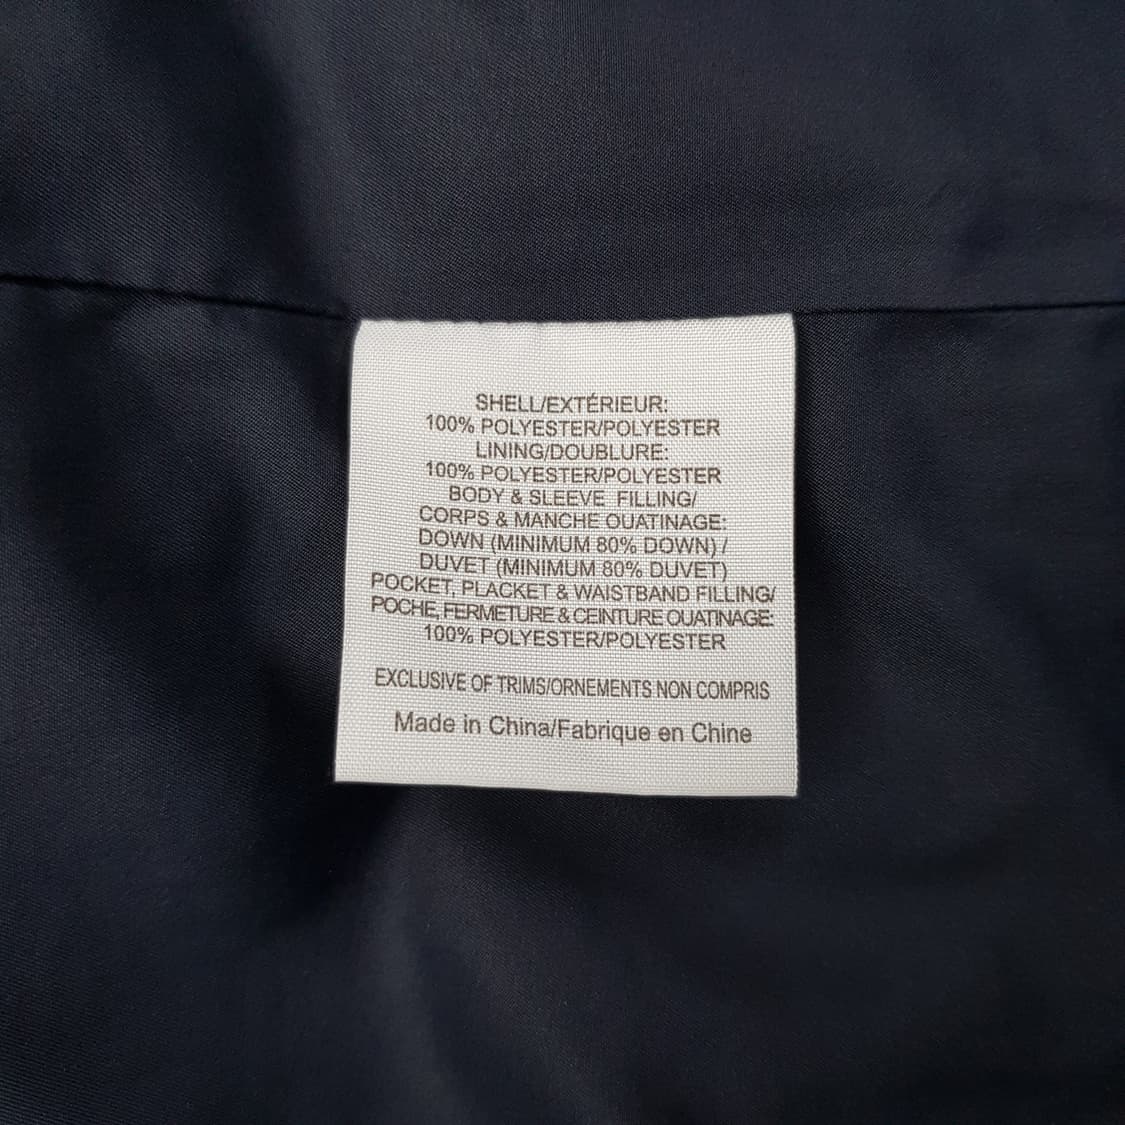 SHELL/EXTÉRIEUR:
100% POLYESTER/POLYESTER
LINING/DOUBLURE:
100% POLYESTER/POLYESTER
BODY & SLEEVE FILLING/
CORPS & MANCHE OUATINAGE:
DOWN (MINIMUM 80% DOWN) /
DUVET (MINIMUM 80% DUVET)
POCKET, PLACKET & WAISTBAND FILLING/
POCHE, FERMETURE & CEINTURE OUATINAGE:
100% POLYESTER/POLYESTER
EXCLUSIVE OF TRIMS/ORNEMENTS NON COMPRIS
Made in China/Fabrique en Chine